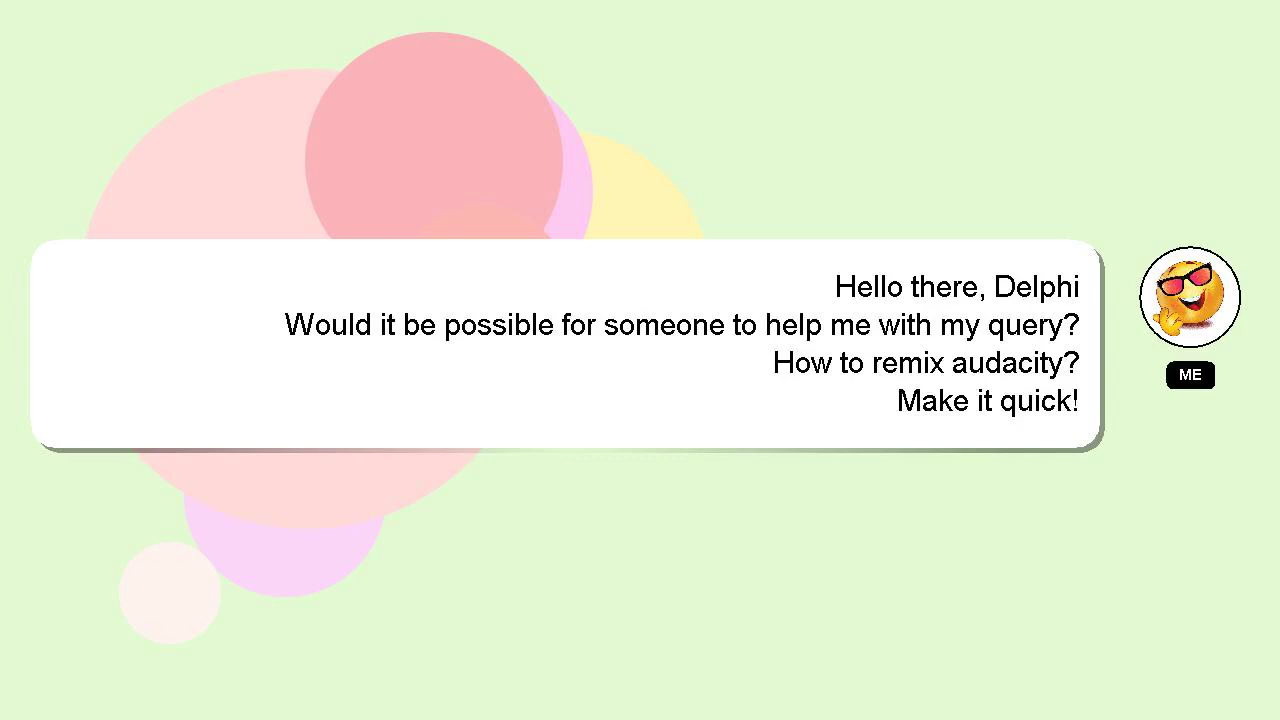 Hello there, Delphi
Would it be possible for someone to help me with my query?
How to remix audacity?
Make it quick!
ME